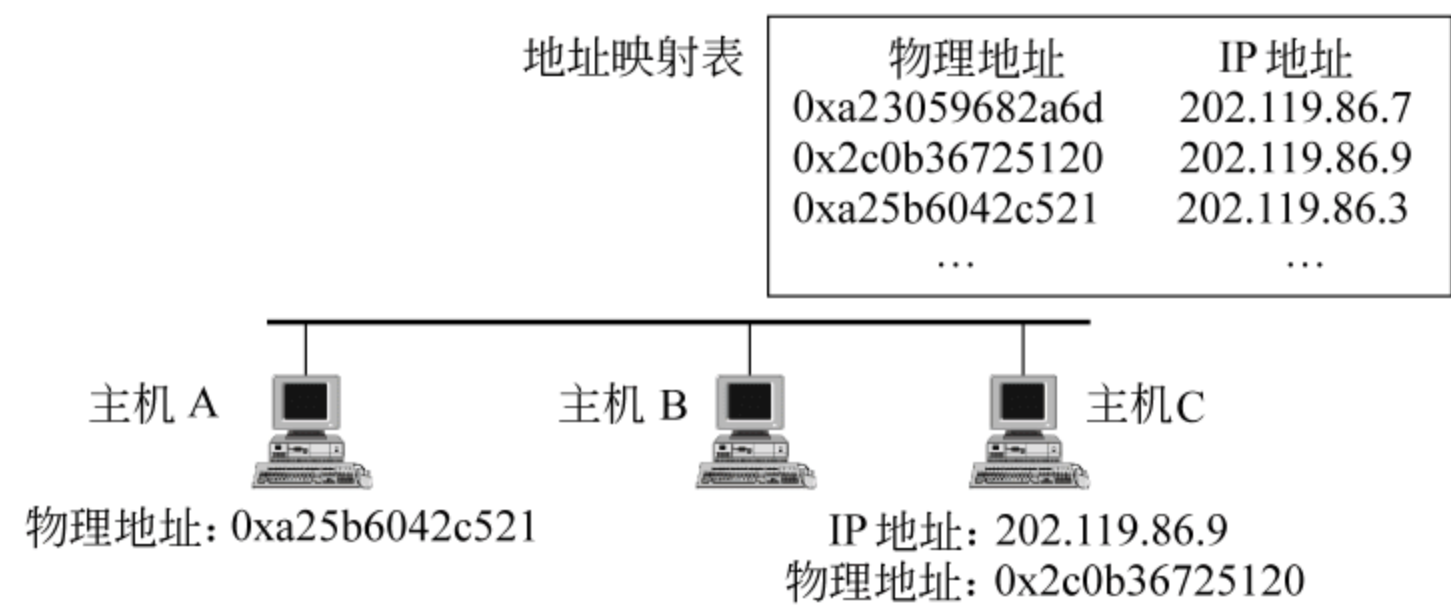 地址映射表
物理地址 IP 地址
0xa23059682a6d 202.119.86.7
0x2c0b36725120 202.119.86.9
0xa25b6042c521 202.119.86.3
… …
主机 A
主机 B
主机C
物理地址：0xa25b6042c521
IP 地址：202.119.86.9
物理地址：0x2c0b36725120